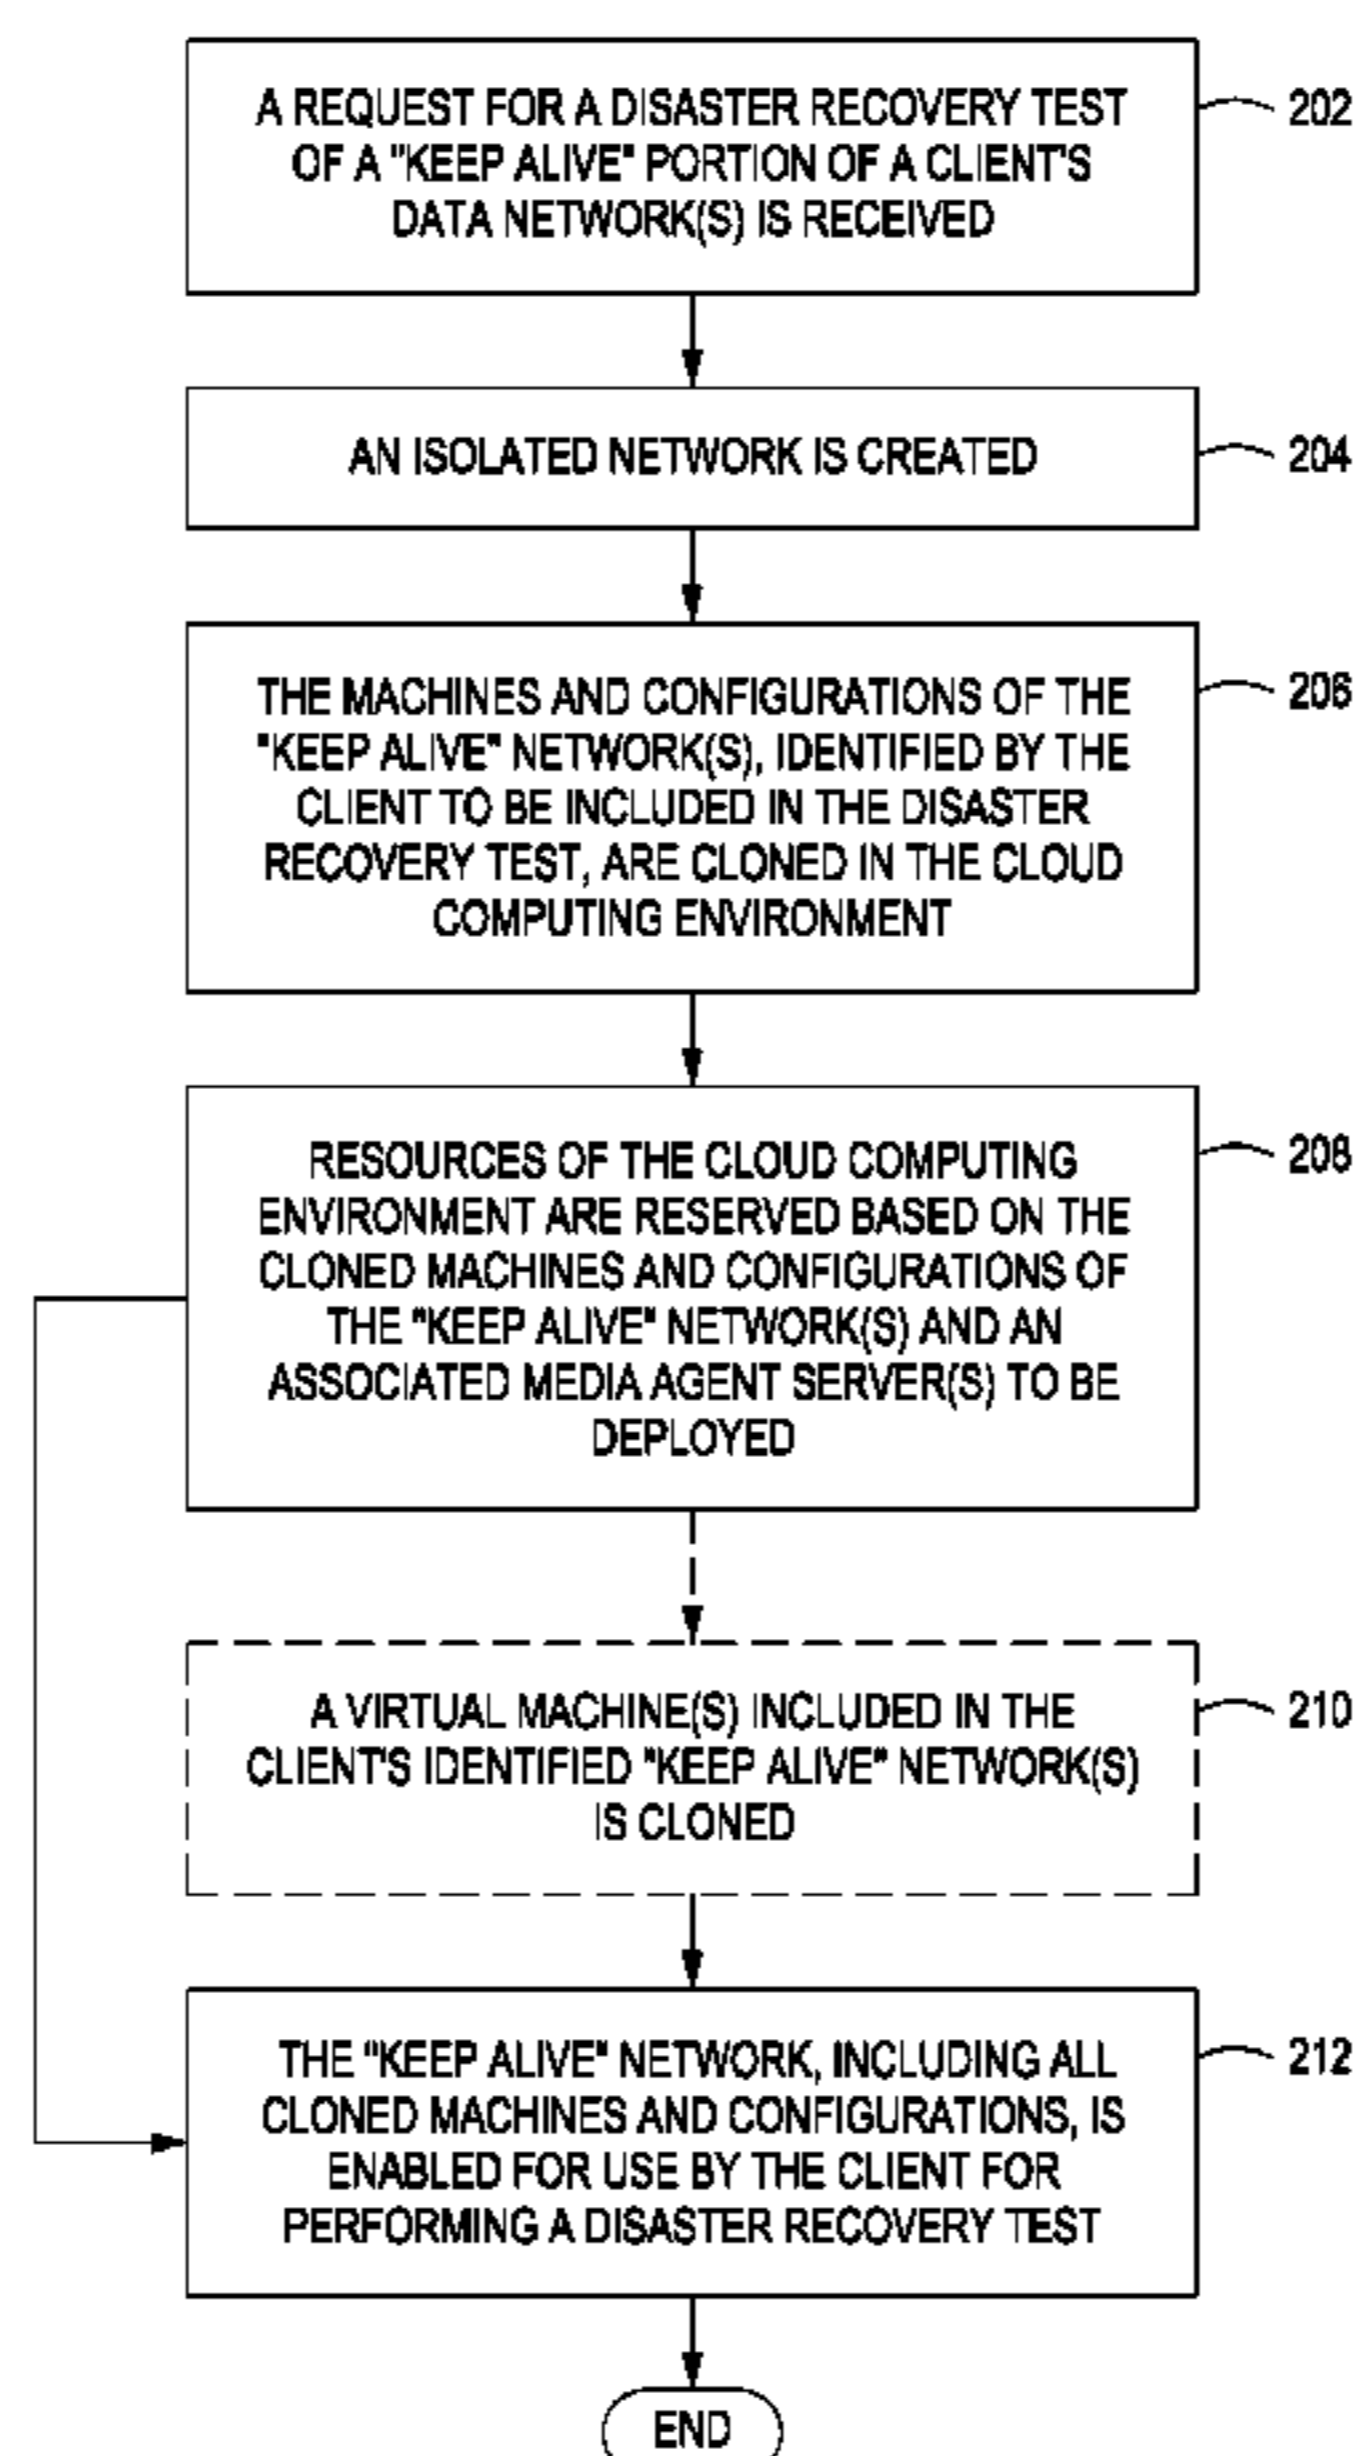 A REQUEST FOR A DISASTER RECOVERY TEST
OF A "KEEP ALIVE" PORTION OF A CLIENT'S
DATA NETWORK(S) IS RECEIVED
202
AN ISOLATED NETWORK IS CREATED
204
THE MACHINES AND CONFIGURATIONS OF THE
"KEEP ALIVE" NETWORK(S), IDENTIFIED BY THE
CLIENT TO BE INCLUDED IN THE DISASTER
RECOVERY TEST, ARE CLONED IN THE CLOUD
COMPUTING ENVIRONMENT
206
RESOURCES OF THE CLOUD COMPUTING
ENVIRONMENT ARE RESERVED BASED ON THE
CLONED MACHINES AND CONFIGURATIONS OF
THE "KEEP ALIVE" NETWORK(S) AND AN
ASSOCIATED MEDIA AGENT SERVER(S) TO BE
DEPLOYED
208
A VIRTUAL MACHINE(S) INCLUDED IN THE
CLIENT'S IDENTIFIED "KEEP ALIVE" NETWORK(S)
IS CLONED
210
THE "KEEP ALIVE" NETWORK, INCLUDING ALL
CLONED MACHINES AND CONFIGURATIONS, IS
ENABLED FOR USE BY THE CLIENT FOR
PERFORMING A DISASTER RECOVERY TEST
212
END